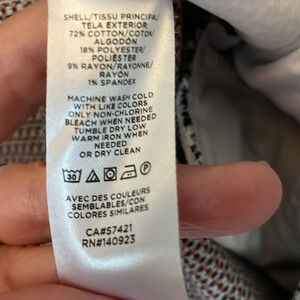 SHELL/TISSU PRINCIPAL/
TELA EXTERIOR:
72% COTTON/COTON/
ALGODÓN
18% POLYESTER/
POLIÉSTER
9% RAYON/RAYONNE/
RAYÓN
1% SPANDEX
MACHINE WASH COLD
WITH LIKE COLORS
ONLY NON-CHLORINE
BLEACH WHEN NEEDED
TUMBLE DRY LOW
WARM IRON WHEN
NEEDED
OR DRY CLEAN
30 P
AVEC DES COULEURS
SEMBLABLES/CON
COLORES SIMILARES
CA#57421
RN#140923